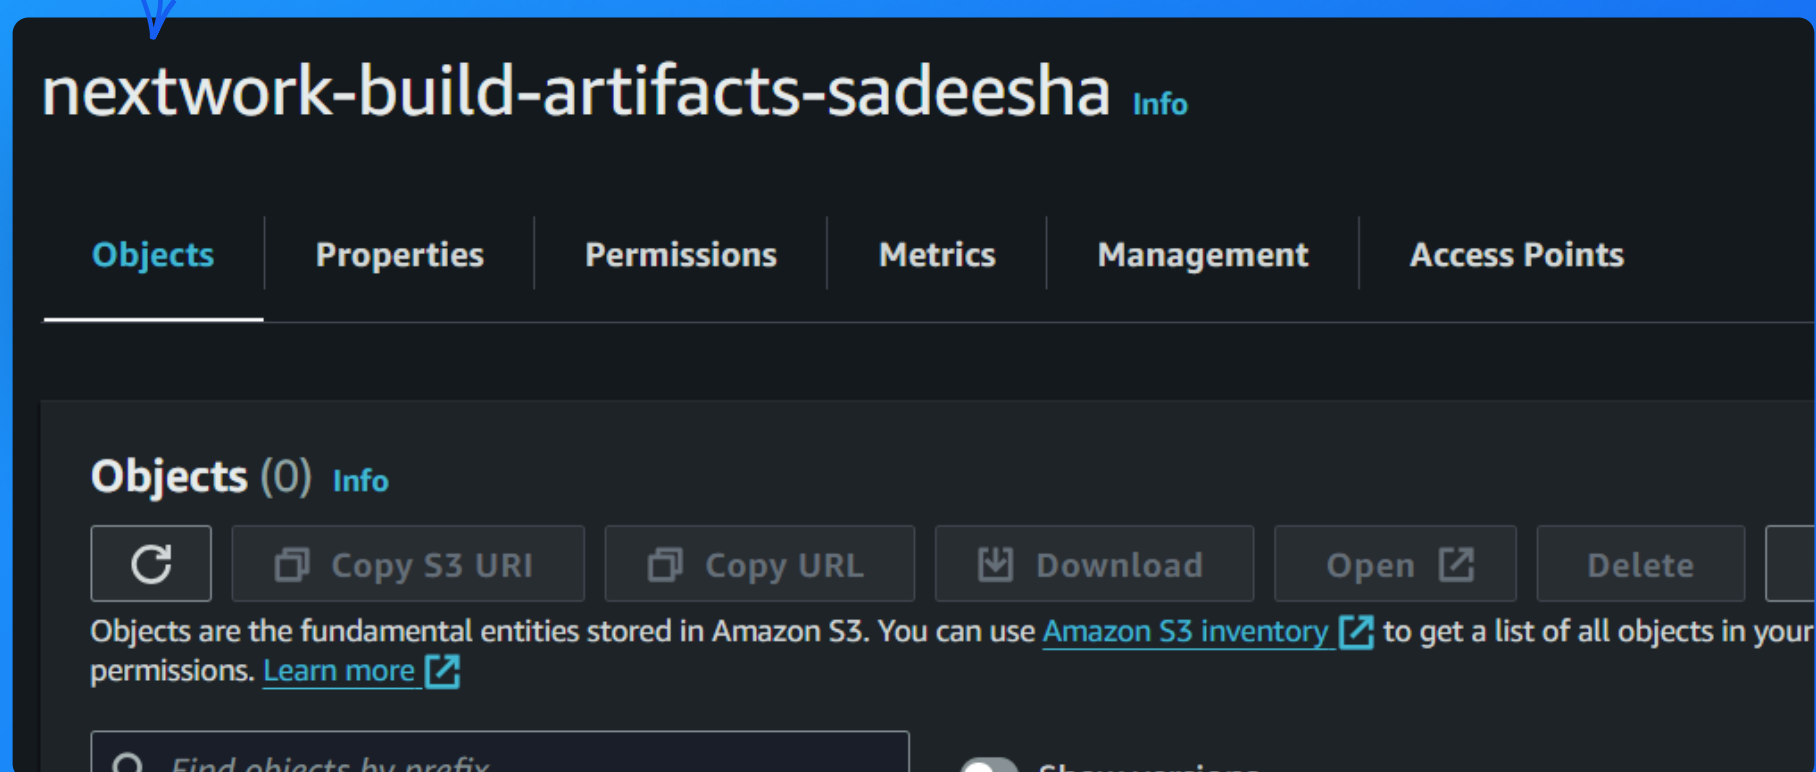 nextwork-build-artifacts-sadeesha Info
Objects Properties Permissions Metrics Management Access Points
Objects (0) Info
Copy S3 URI Copy URL Download Open Delete
Objects are the fundamental entities stored in Amazon S3. You can use Amazon S3 inventory to get a list of all objects in your
permissions. Learn more
Find objects by prefix
Show versions